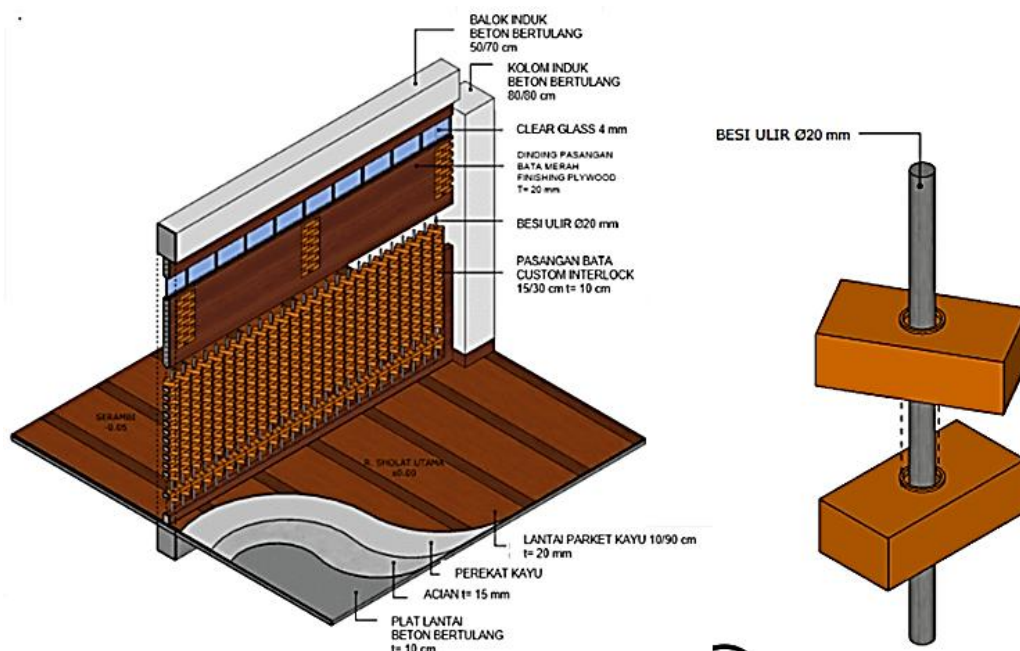 BALOK INDUK
BETON BERTULANG
50/70 cm
KOLOM INDUK
BETON BERTULANG
80/80 cm
CLEAR GLASS 4 mm
DINDING PASANGAN
BATA MERAH
FINISHING PLYWOOD
T= 20 mm
BESI ULIR Ø20 mm
PASANGAN BATA
CUSTOM INTERLOCK
15/30 cm t= 10 cm
SERAMBI
-0.05
R. SHOLAT UTAMA
±0.00
LANTAI PARKET KAYU 10/90 cm
t= 20 mm
PEREKAT KAYU
ACIAN t= 15 mm
PLAT LANTAI
BETON BERTULANG
t= 10 cm
BESI ULIR Ø20 mm